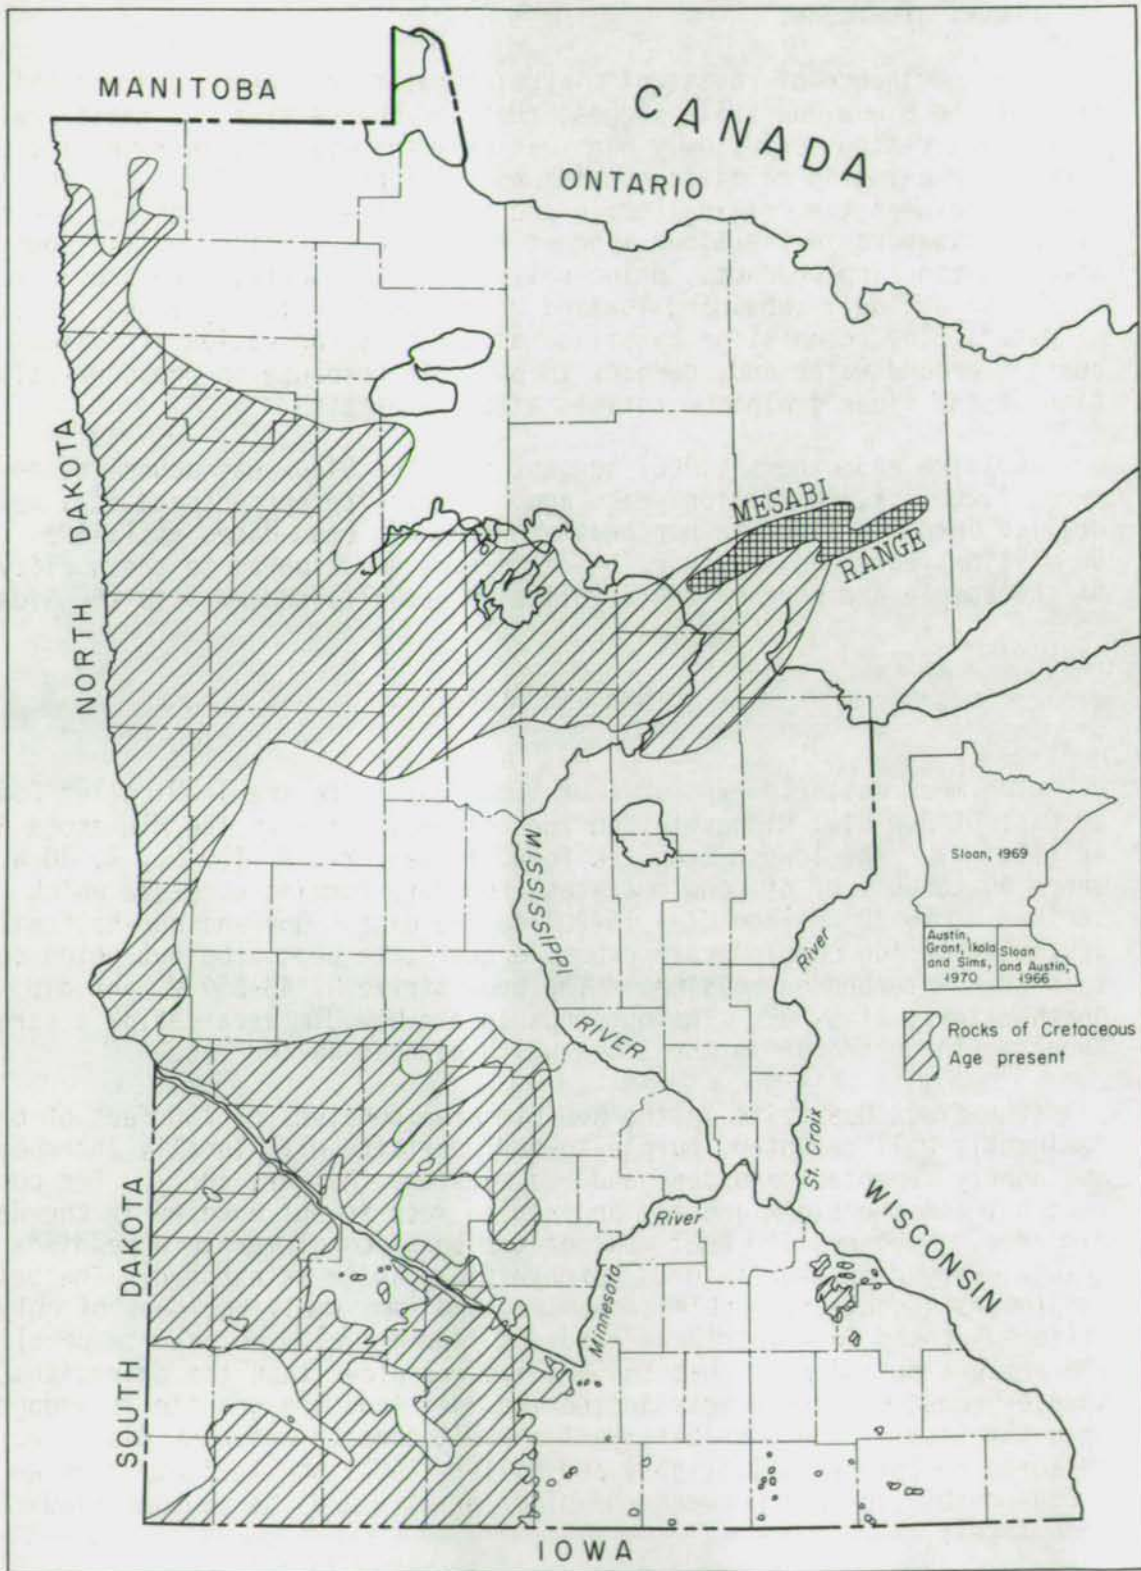 MANITOBA
CANADA
ONTARIO
NORTH DAKOTA
MESABI
RANGE
MISSISSIPPI
RIVER
River
St. Croix
Sloan, 1969
Austin,
Grant, Ikola
and Sims,
1970
Sloan
and Austin,
1966
Rocks of Cretaceous
Age present
WISCONSIN
River
Minnesota
SOUTH DAKOTA
IOWA